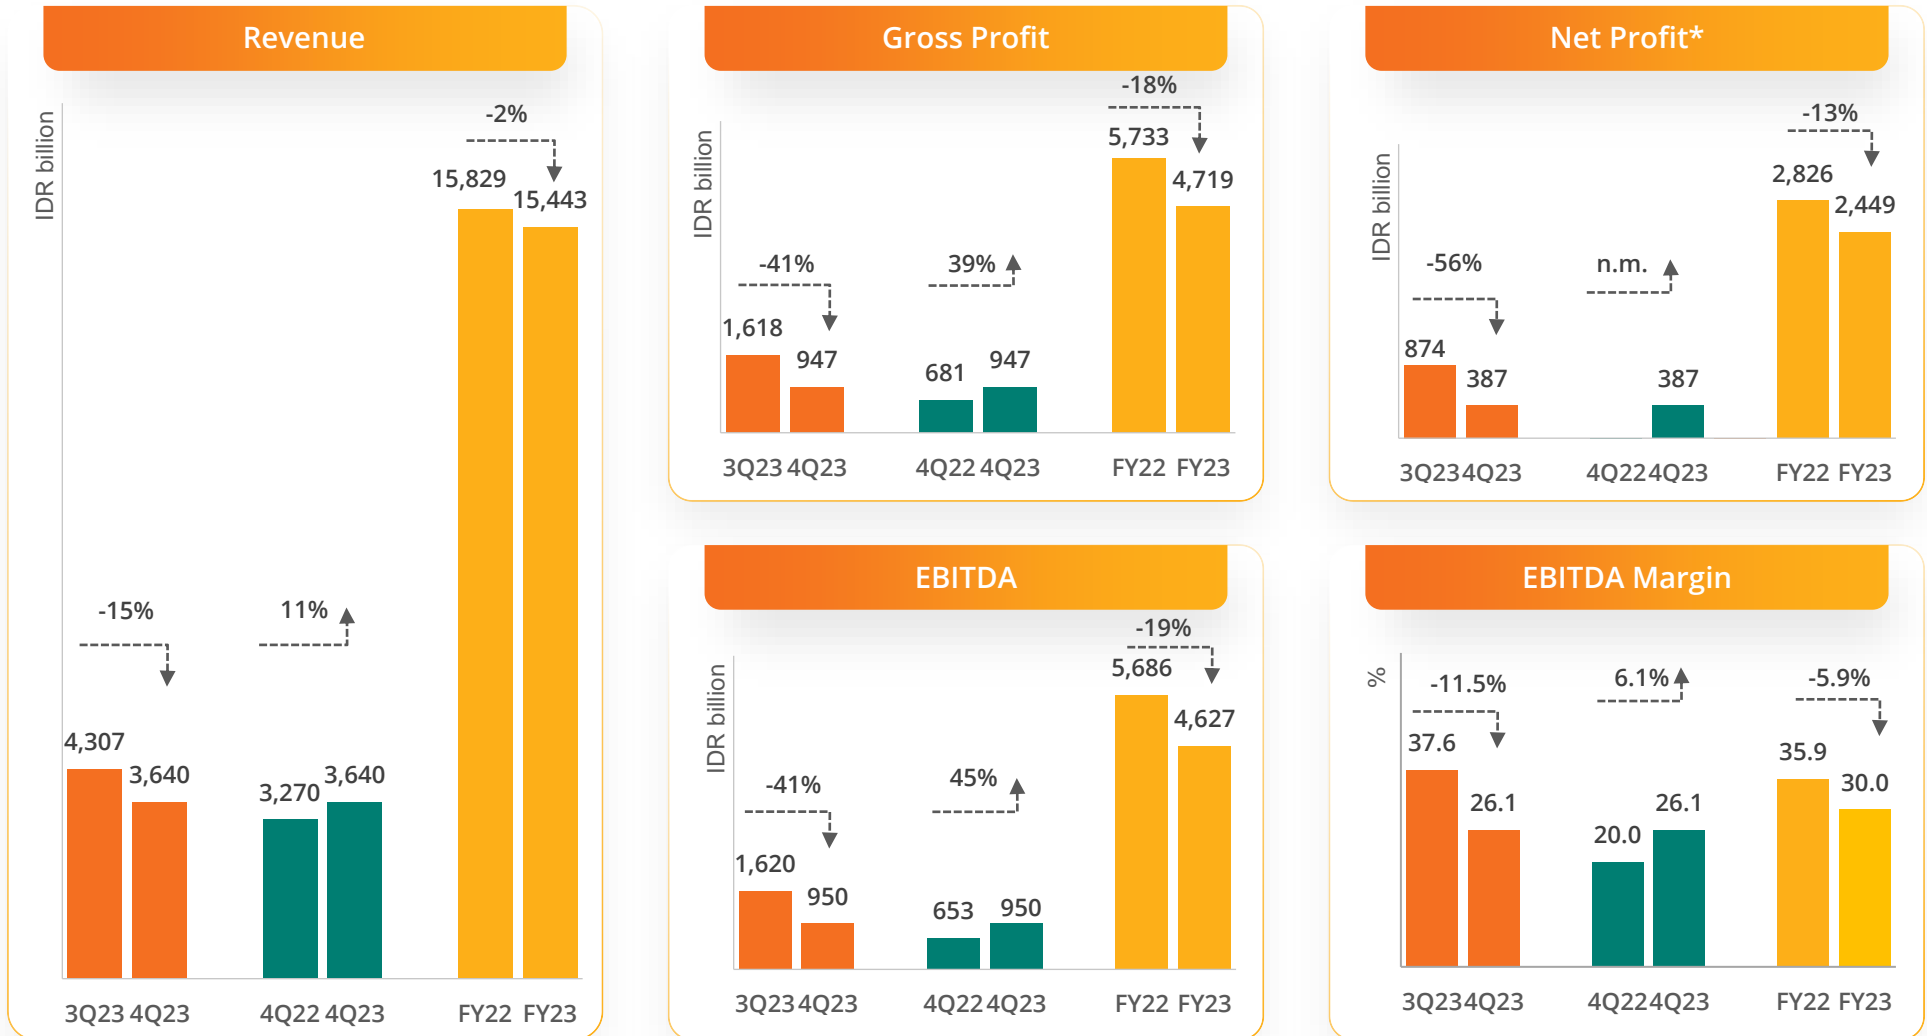 Revenue
IDR billion
-2%
15,829
15,443
-15%
11%
4,307
3,640
3,270
3,640
3Q23 4Q23 4Q22 4Q23 FY22 FY23
Gross Profit
IDR billion
-18%
5,733
4,719
-41%
39%
1,618
947
681
947
3Q23 4Q23 4Q22 4Q23 FY22 FY23
Net Profit*
IDR billion
-13%
2,826
2,449
-56%
n.m.
874
387
387
3Q23 4Q23 4Q22 4Q23 FY22 FY23
EBITDA
IDR billion
-19%
5,686
4,627
-41%
45%
1,620
950
653
950
3Q23 4Q23 4Q22 4Q23 FY22 FY23
EBITDA Margin
%
-11.5%
6.1%
-5.9%
37.6
26.1
20.0
26.1
35.9
30.0
3Q23 4Q23 4Q22 4Q23 FY22 FY23